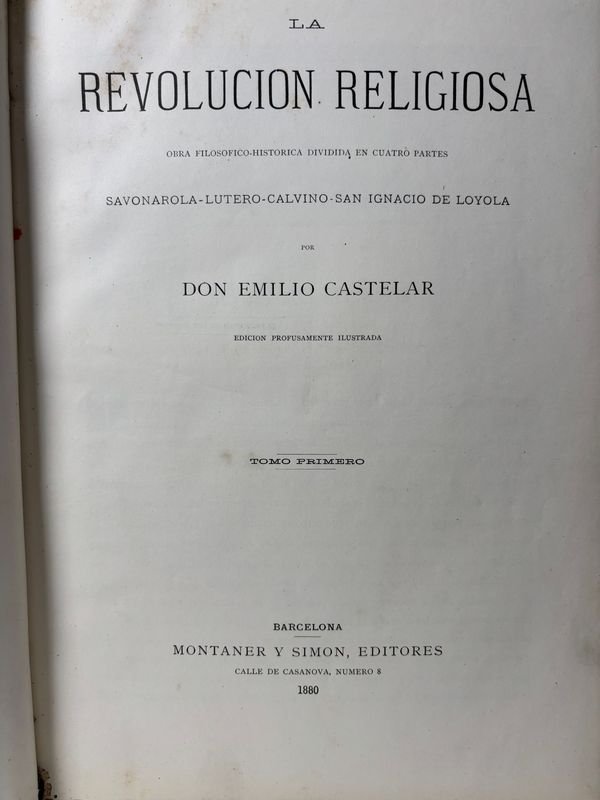 LA
REVOLUCION RELIGIOSA
OBRA FILOSOFICO-HISTORICA DIVIDIDA EN CUATRO PARTES
SAVONAROLA-LUTERO-CALVINO-SAN IGNACIO DE LOYOLA
POR
DON EMILIO CASTELAR
EDICION PROFUSAMENTE ILUSTRADA
TOMO PRIMERO
BARCELONA
MONTANER Y SIMON, EDITORES
CALLE DE CASANOVA, NUMERO 8
1880